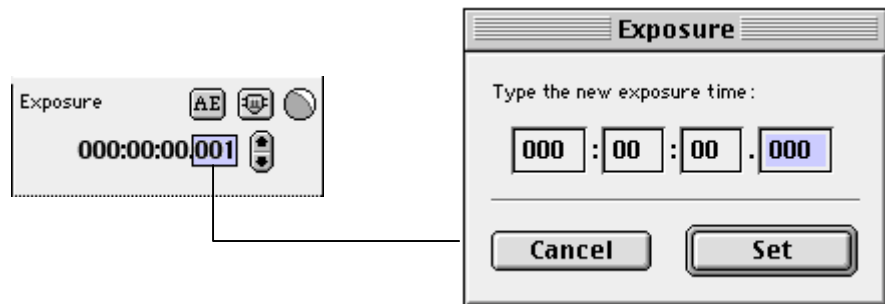 Exposure AE
000:00:00.001
Exposure
Type the new exposure time:
000 : 00 : 00 . 000
Cancel Set